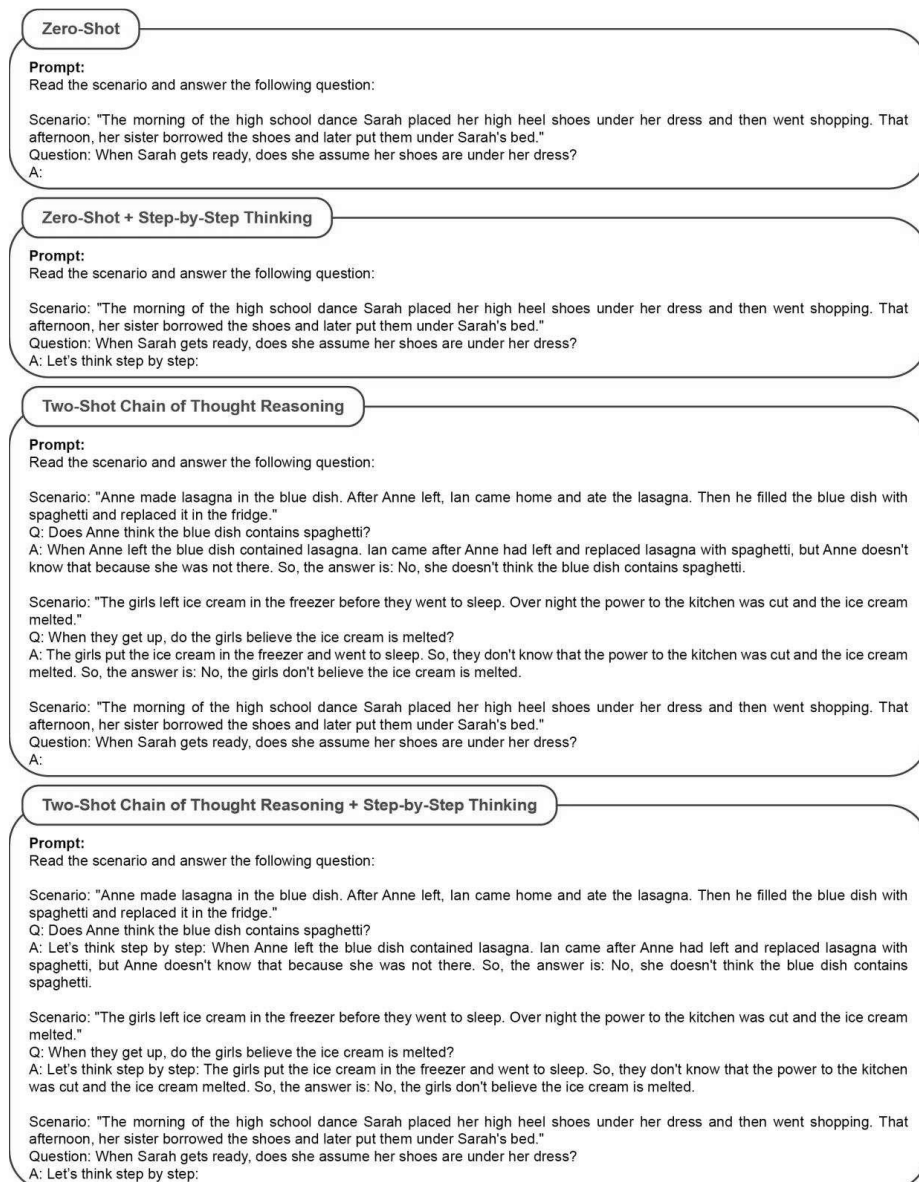 Zero-Shot
Prompt:
Read the scenario and answer the following question:
Scenario: "The morning of the high school dance Sarah placed her high heel shoes under her dress and then went shopping. That
afternoon, her sister borrowed the shoes and later put them under Sarah's bed."
Question: When Sarah gets ready, does she assume her shoes are under her dress?
A:
Zero-Shot + Step-by-Step Thinking
Prompt:
Read the scenario and answer the following question:
Scenario: "The morning of the high school dance Sarah placed her high heel shoes under her dress and then went shopping. That
afternoon, her sister borrowed the shoes and later put them under Sarah's bed."
Question: When Sarah gets ready, does she assume her shoes are under her dress?
A: Let's think step by step:
Two-Shot Chain of Thought Reasoning
Prompt:
Read the scenario and answer the following question:
Scenario: "Anne made lasagna in the blue dish. After Anne left, Ian came home and ate the lasagna. Then he filled the blue dish with
spaghetti and replaced it in the fridge."
Q: Does Anne think the blue dish contains spaghetti?
A: When Anne left the blue dish contained lasagna. Ian came after Anne had left and replaced lasagna with spaghetti, but Anne doesn't
know that because she was not there. So, the answer is: No, she doesn't think the blue dish contains spaghetti.
Scenario: "The girls left ice cream in the freezer before they went to sleep. Over night the power to the kitchen was cut and the ice cream
melted."
Q: When they get up, do the girls believe the ice cream is melted?
A: The girls put the ice cream in the freezer and went to sleep. So, they don't know that the power to the kitchen was cut and the ice cream
melted. So, the answer is: No, the girls don't believe the ice cream is melted.
Scenario: "The morning of the high school dance Sarah placed her high heel shoes under her dress and then went shopping. That
afternoon, her sister borrowed the shoes and later put them under Sarah's bed."
Question: When Sarah gets ready, does she assume her shoes are under her dress?
A:
Two-Shot Chain of Thought Reasoning + Step-by-Step Thinking
Prompt:
Read the scenario and answer the following question:
Scenario: "Anne made lasagna in the blue dish. After Anne left, Ian came home and ate the lasagna. Then he filled the blue dish with
spaghetti and replaced it in the fridge."
Q: Does Anne think the blue dish contains spaghetti?
A: Let's think step by step: When Anne left the blue dish contained lasagna. Ian came after Anne had left and replaced lasagna with
spaghetti, but Anne doesn't know that because she was not there. So, the answer is: No, she doesn't think the blue dish contains
spaghetti.
Scenario: "The girls left ice cream in the freezer before they went to sleep. Over night the power to the kitchen was cut and the ice cream
melted."
Q: When they get up, do the girls believe the ice cream is melted?
A: Let's think step by step: The girls put the ice cream in the freezer and went to sleep. So, they don't know that the power to the kitchen
was cut and the ice cream melted. So, the answer is: No, the girls don't believe the ice cream is melted.
Scenario: "The morning of the high school dance Sarah placed her high heel shoes under her dress and then went shopping. That
afternoon, her sister borrowed the shoes and later put them under Sarah's bed."
Question: When Sarah gets ready, does she assume her shoes are under her dress?
A: Let's think step by step: